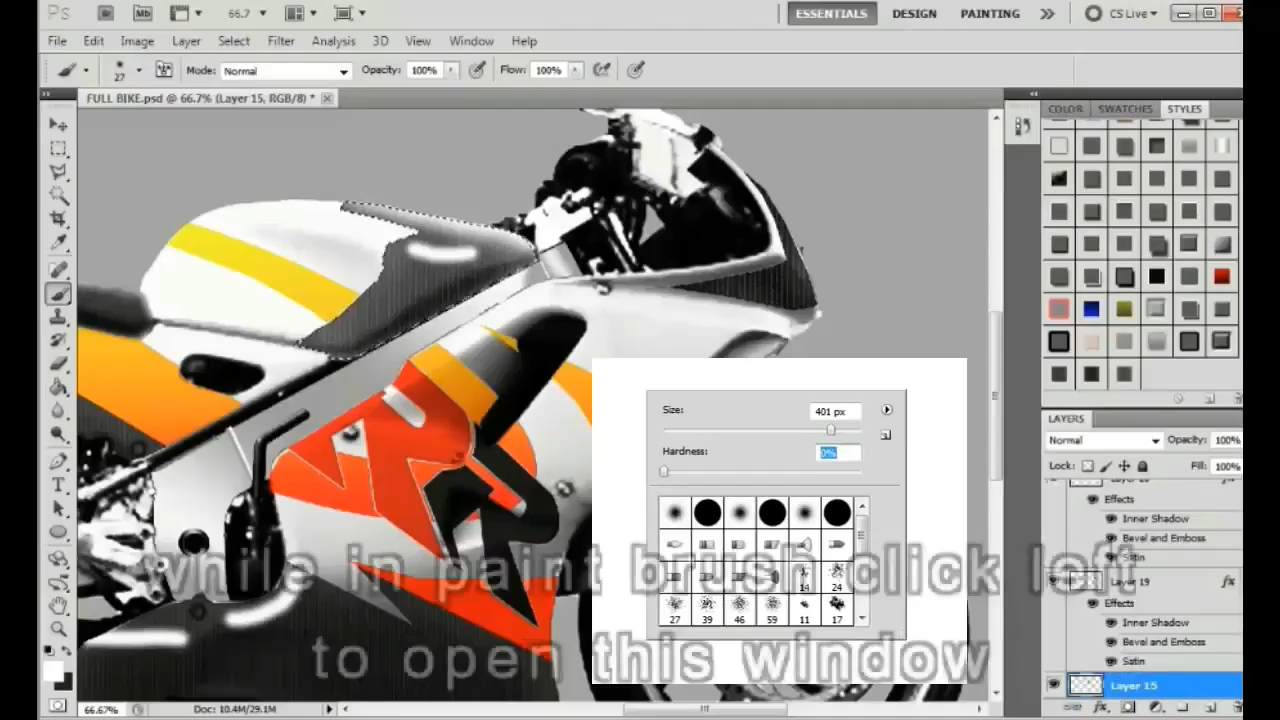 Ps Br Mb 66.7 ESSENTIALS DESIGN PAINTING CS Live
File Edit Image Layer Select Filter Analysis 3D View Window Help
27 Mode: Normal Opacity: 100% Flow: 100%
FULL BIKE.psd @ 66.7% (Layer 15, RGB/8) *
COLOR SWATCHES STYLES
Size: 401 px
Hardness: 0%
14 24
27 39 46 59 11 17
LAYERS
Normal Opacity: 100%
Lock: Fill: 100%
Effects
Inner Shadow
Bevel and Emboss
Satin
Layer 19 fx
Effects
Inner Shadow
Bevel and Emboss
Satin
Layer 15
while in paint brush click left
to open this window
66.67% Doc: 10.4M/29.1M